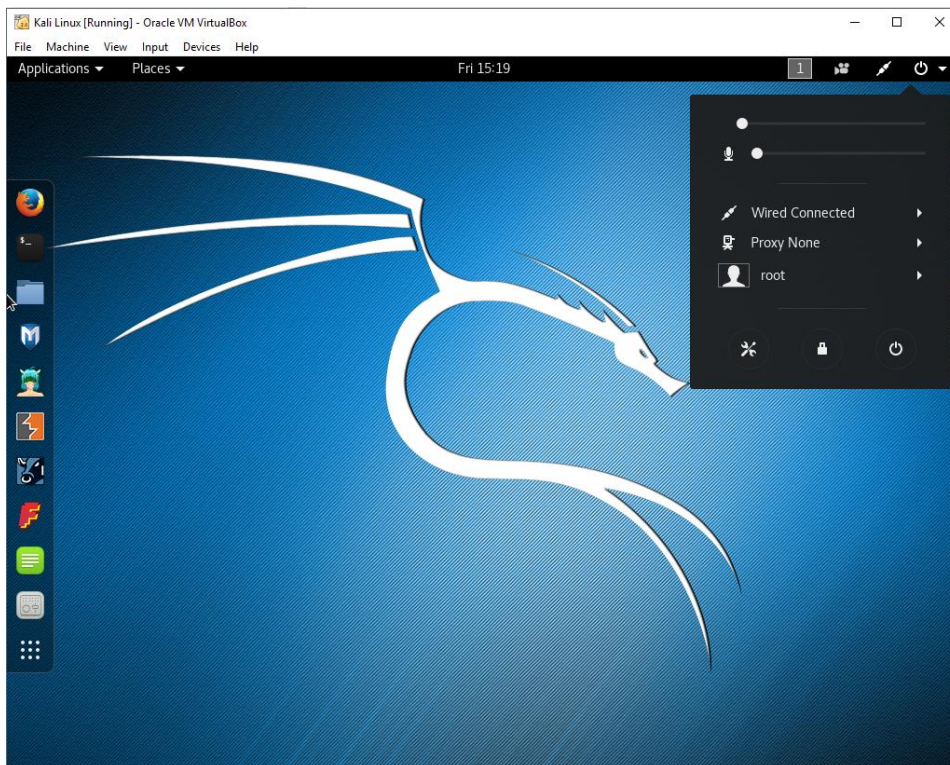 Kali Linux [Running] - Oracle VM VirtualBox
File Machine View Input Devices Help
Applications Places Fri 15:19 1
$_
Wired Connected
Proxy None
root